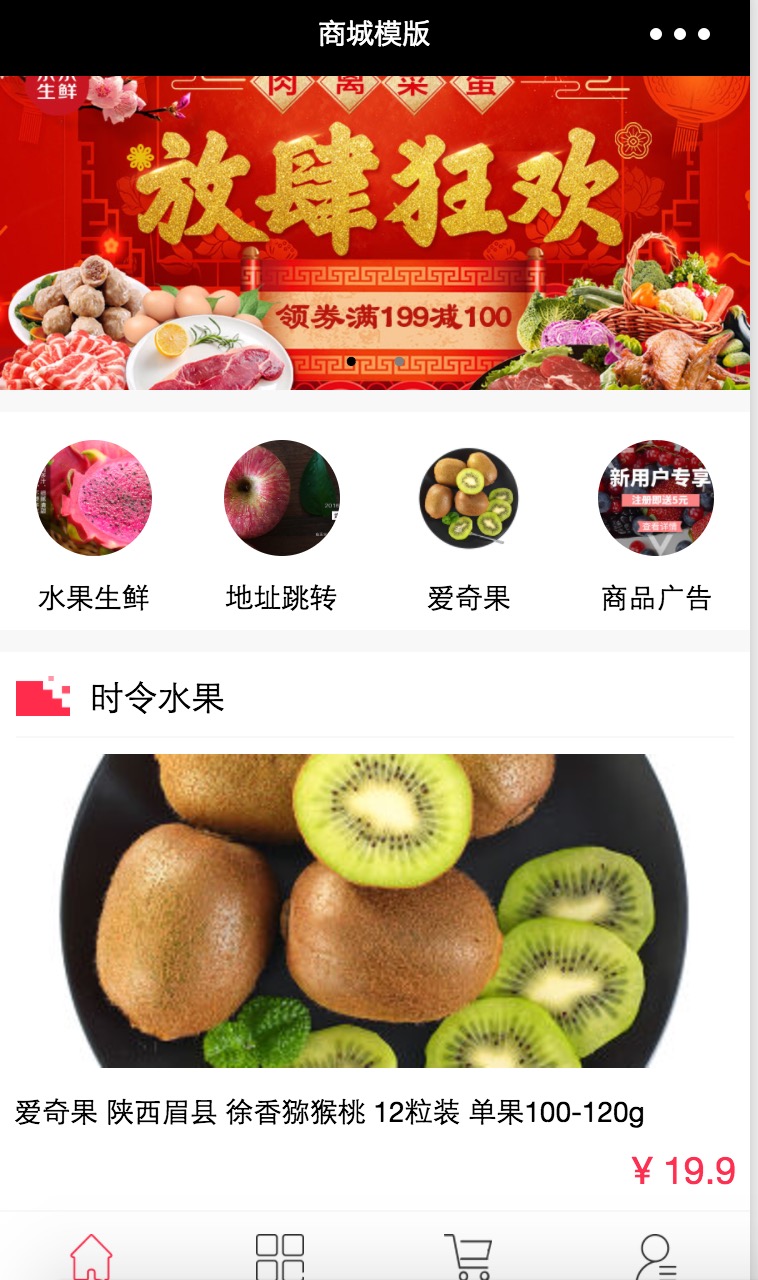 商城模版
生鲜
肉 禽 菜 蛋
放肆狂欢
领券满199减100
新用户专享
注册即送5元
查看详情
水果生鲜
地址跳转
爱奇果
商品广告
时令水果
爱奇果 陕西眉县 徐香猕猴桃 12粒装 单果100-120g
¥ 19.9